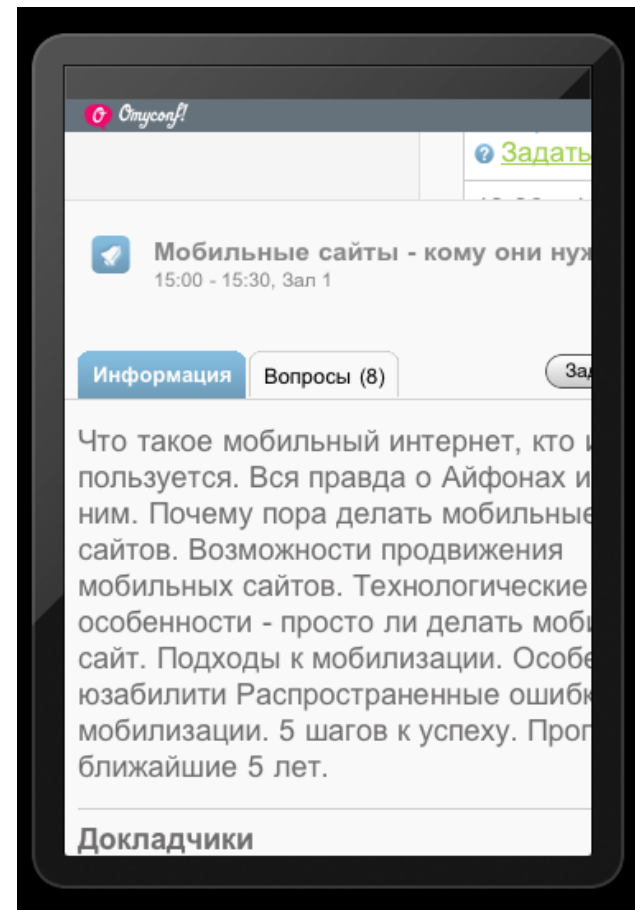 Omyconf!
Задать
Мобильные сайты - кому они нуж
15:00 - 15:30, Зал 1
Информация
Вопросы (8)
Зад
Что такое мобильный интернет, кто и
пользуется. Вся правда о Айфонах и
ним. Почему пора делать мобильные
сайтов. Возможности продвижения
мобильных сайтов. Технологические
особенности - просто ли делать моби
сайт. Подходы к мобилизации. Особе
юзабилити Распространенные ошибк
мобилизации. 5 шагов к успеху. Прог
ближайшие 5 лет.
Докладчики